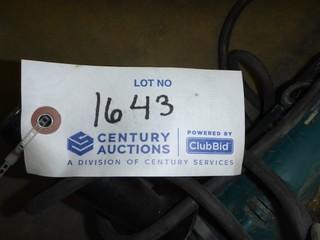 LOT NO
1643
CENTURY AUCTIONS
POWERED BY
ClubBid
A DIVISION OF CENTURY SERVICES